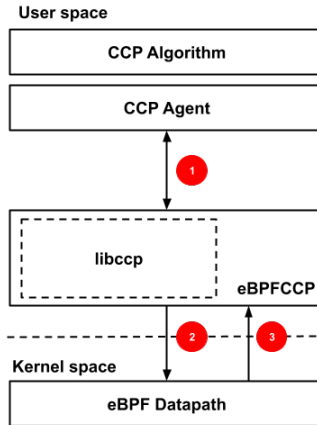 User space
CCP Algorithm
CCP Agent
1
libccp
eBPFCCP
2
3
Kernel space
eBPF Datapath